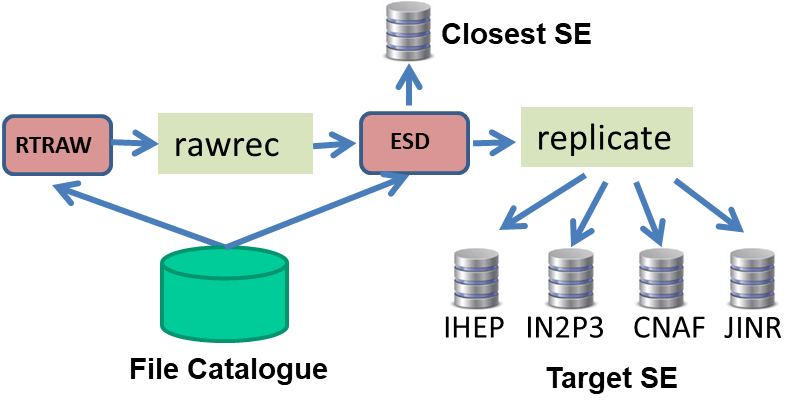 Closest SE
RTRAW
rawrec
ESD
replicate
IHEP
IN2P3
CNAF
JINR
File Catalogue
Target SE